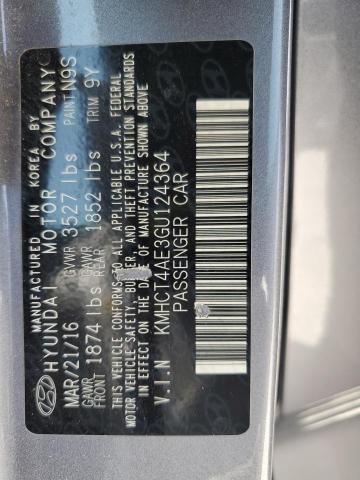 MANUFACTURED IN KOREA BY
HYUNDAI MOTOR COMPANY
MAR/21/16 GVWR 3527 lbs PAINT N9S
GAWR FRONT 1874 lbs GAWR REAR 1852 lbs TRIM 9Y
THIS VEHICLE CONFORMS TO ALL APPLICABLE U.S.A. FEDERAL
MOTOR VEHICLE SAFETY, BUMPER, AND THEFT PREVENTION STANDARDS
IN EFFECT ON THE DATE OF MANUFACTURE SHOWN ABOVE
V.I.N KMHCT4AE3GU124364
PASSENGER CAR